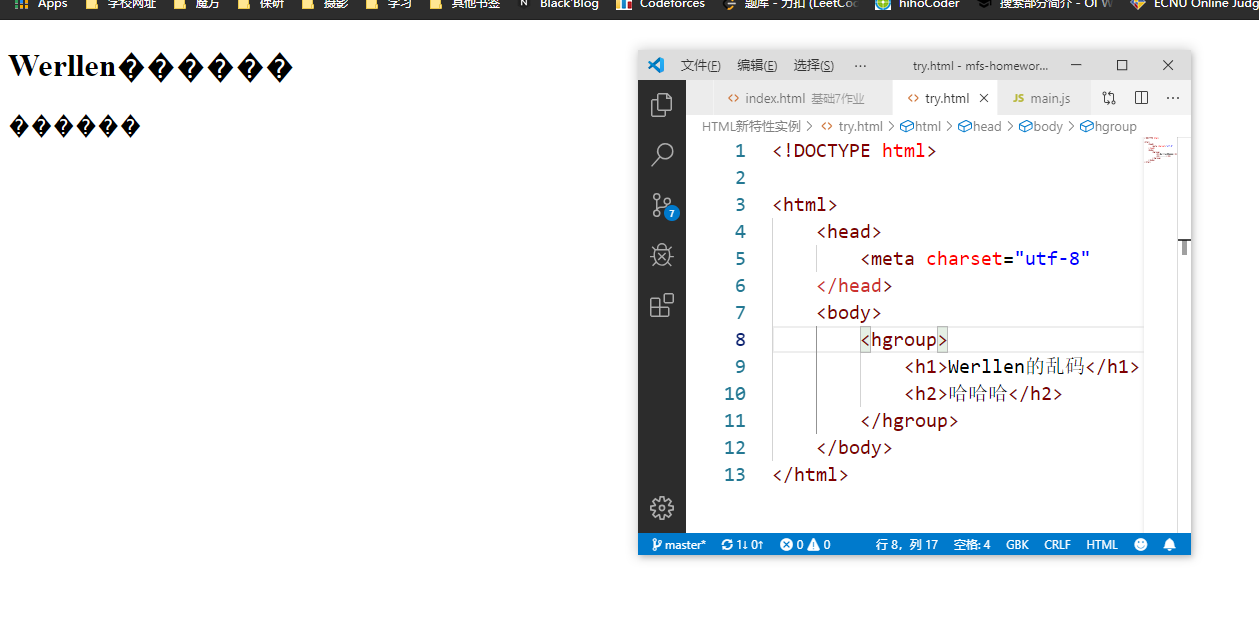 Apps 学校网址 魔方 保研 摄影 学习 其他书签 Black'Blog Codeforces 题库 - 力扣 (LeetCo hihoCoder 搜索部分简介 - OI W ECNU Online Judg
Werllen������
������
文件(F) 编辑(E) 选择(S) ··· try.html - mfs-homewor...
index.html 基础7作业 try.html JS main.js ···
HTML新特性实例 > try.html > html > head > body > hgroup
1 <!DOCTYPE html>
2
3 <html>
4 <head>
5 <meta charset="utf-8"
6 </head>
7 <body>
8 <hgroup>
9 <h1>Werllen的乱码</h1>
10 <h2>哈哈哈</h2>
11 </hgroup>
12 </body>
13 </html>
7
master* 1↓ 0↑ 0 0 行 8，列 17 空格: 4 GBK CRLF HTML